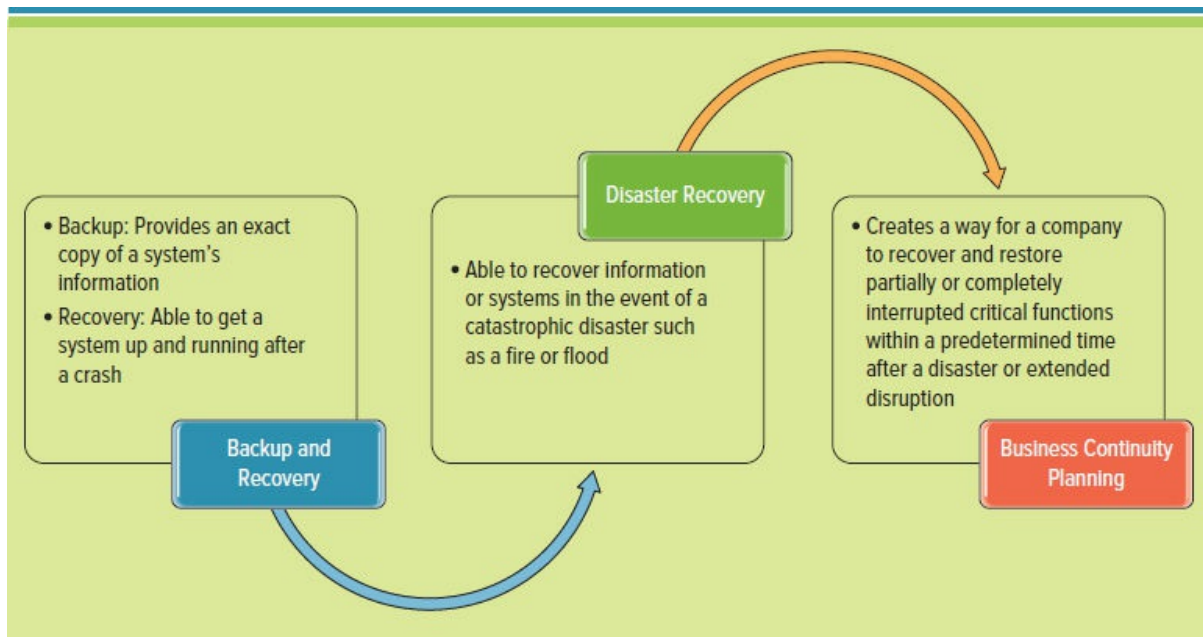 • Backup: Provides an exact
copy of a system's
information
• Recovery: Able to get a
system up and running after
a crash
Backup and
Recovery
Disaster Recovery
• Able to recover information
or systems in the event of a
catastrophic disaster such
as a fire or flood
• Creates a way for a company
to recover and restore
partially or completely
interrupted critical functions
within a predetermined time
after a disaster or extended
disruption
Business Continuity
Planning